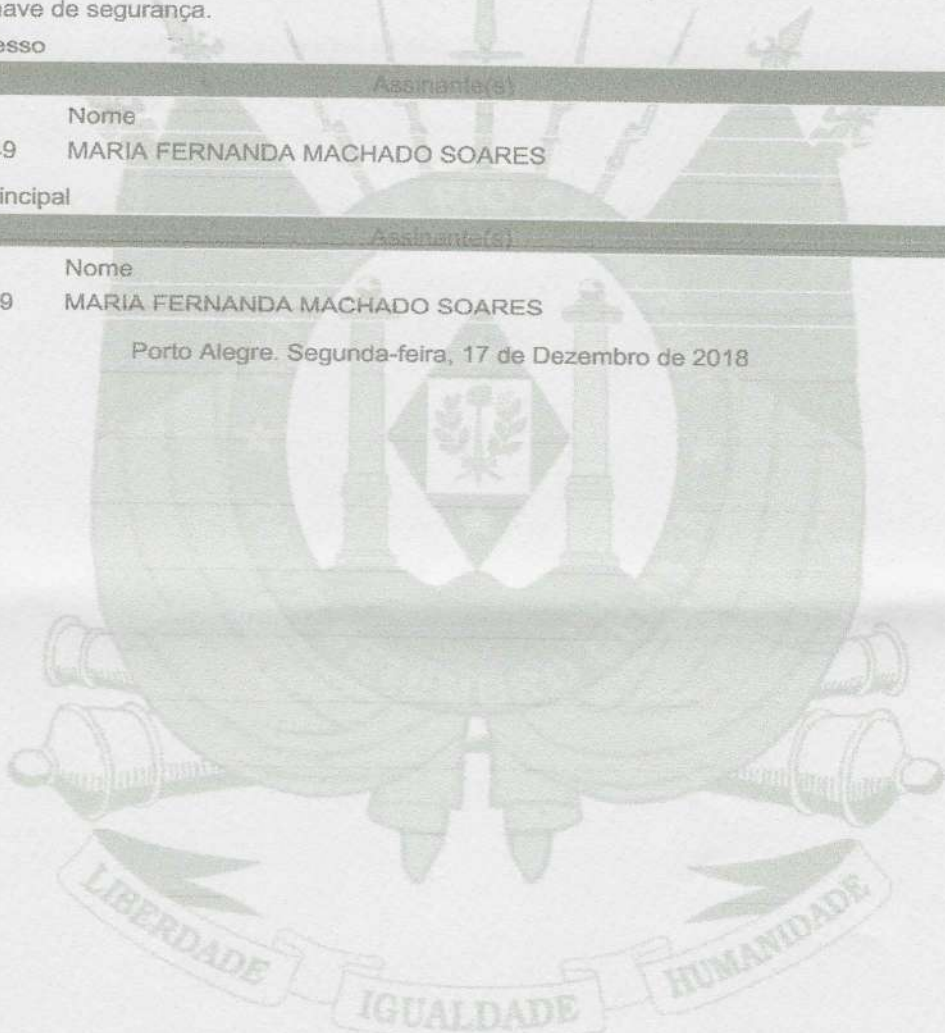 ave de segurança.
esso
Assinante(s)
Nome
9 MARIA FERNANDA MACHADO SOARES
incipal
Assinante(s)
Nome
9 MARIA FERNANDA MACHADO SOARES
Porto Alegre. Segunda-feira, 17 de Dezembro de 2018
LIBERDADE
IGUALDADE
HUMANIDADE